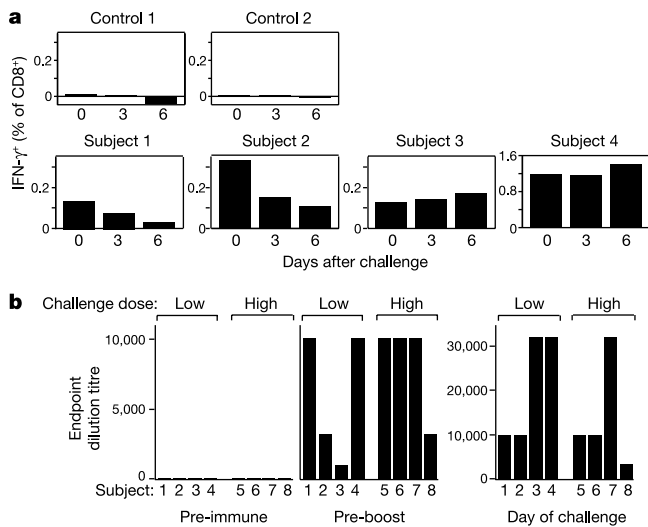 a
Control 1 Control 2
0.2 0.2
0 0
0 3 6 0 3 6
IFN-γ⁺ (% of CD8⁺)
Subject 1 Subject 2 Subject 3 Subject 4
0.2 0.2 0.2 1.6
0.8
0 0 0 0
0 3 6 0 3 6 0 3 6 0 3 6
Days after challenge
b
Challenge dose: Low High Low High Low High
Endpoint
dilution titre
10,000
5,000
0
30,000
20,000
10,000
0
Subject: 1 2 3 4 5 6 7 8 1 2 3 4 5 6 7 8 1 2 3 4 5 6 7 8
Pre-immune Pre-boost Day of challenge